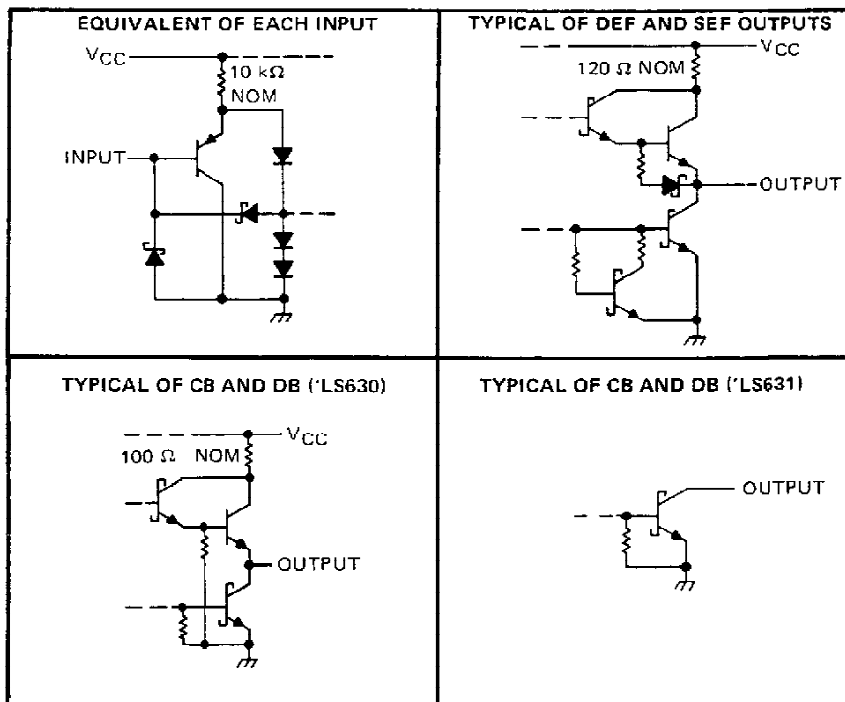 EQUIVALENT OF EACH INPUT
VCC
10 kΩ
NOM
INPUT
TYPICAL OF DEF AND SEF OUTPUTS
VCC
120 Ω NOM
OUTPUT
TYPICAL OF CB AND DB ('LS630)
VCC
100 Ω NOM
OUTPUT
TYPICAL OF CB AND DB ('LS631)
OUTPUT